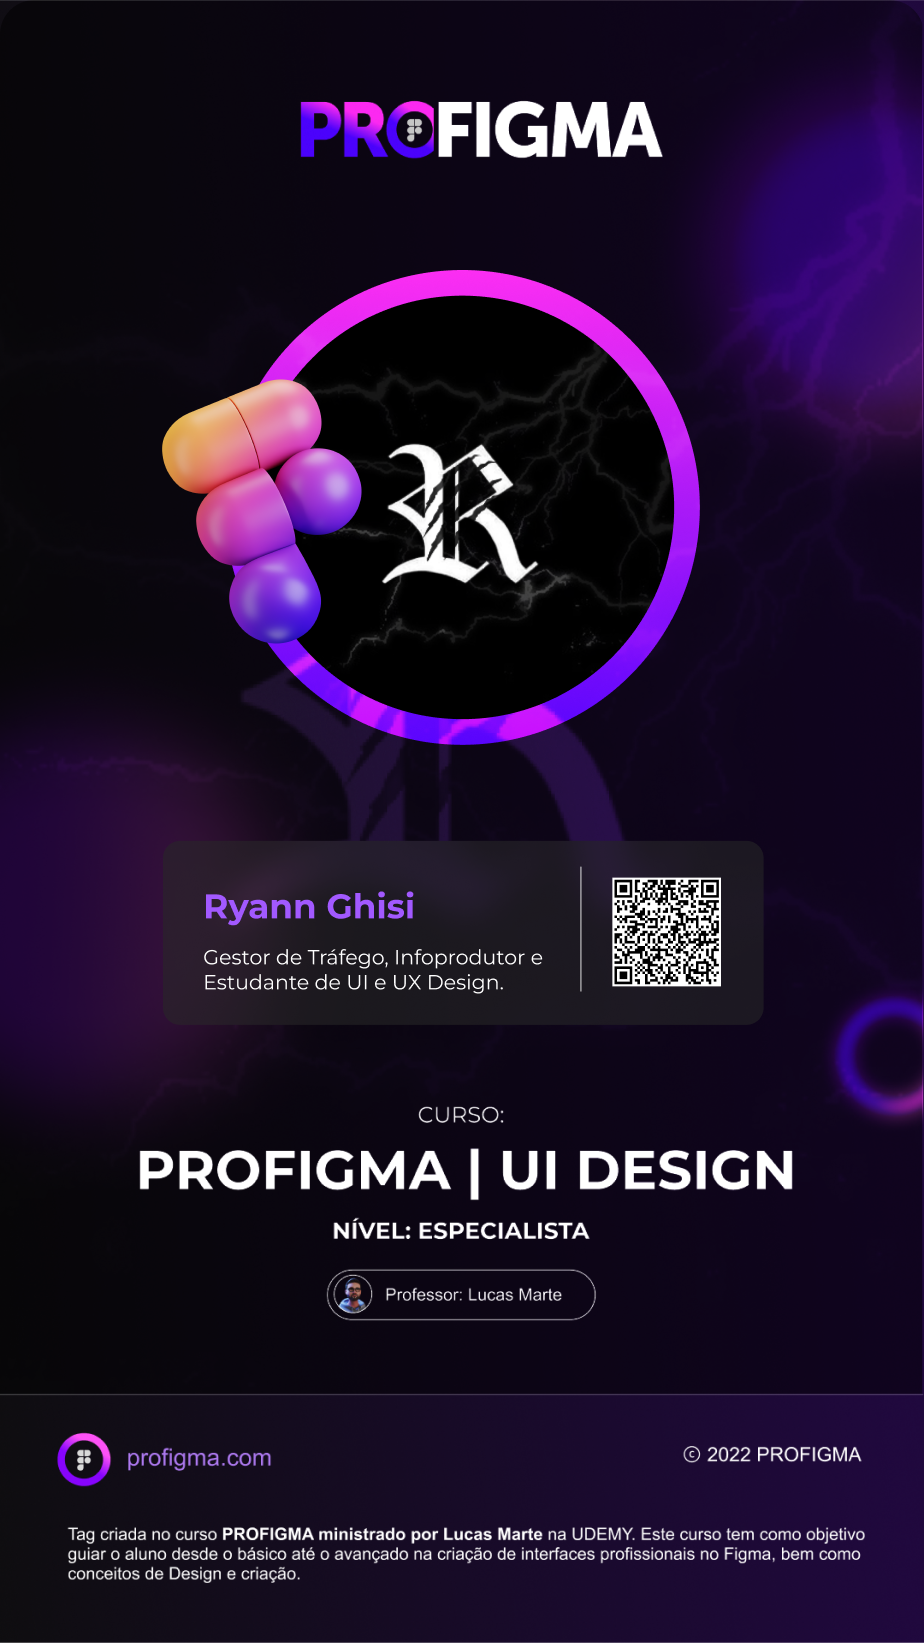 PROFIGMA
R
Ryann Ghisi
Gestor de Tráfego, Infoprodutor e
Estudante de UI e UX Design.
CURSO:
PROFIGMA | UI DESIGN
NÍVEL: ESPECIALISTA
Professor: Lucas Marte
profigma.com
© 2022 PROFIGMA
Tag criada no curso PROFIGMA ministrado por Lucas Marte na UDEMY. Este curso tem como objetivo
guiar o aluno desde o básico até o avançado na criação de interfaces profissionais no Figma, bem como
conceitos de Design e criação.